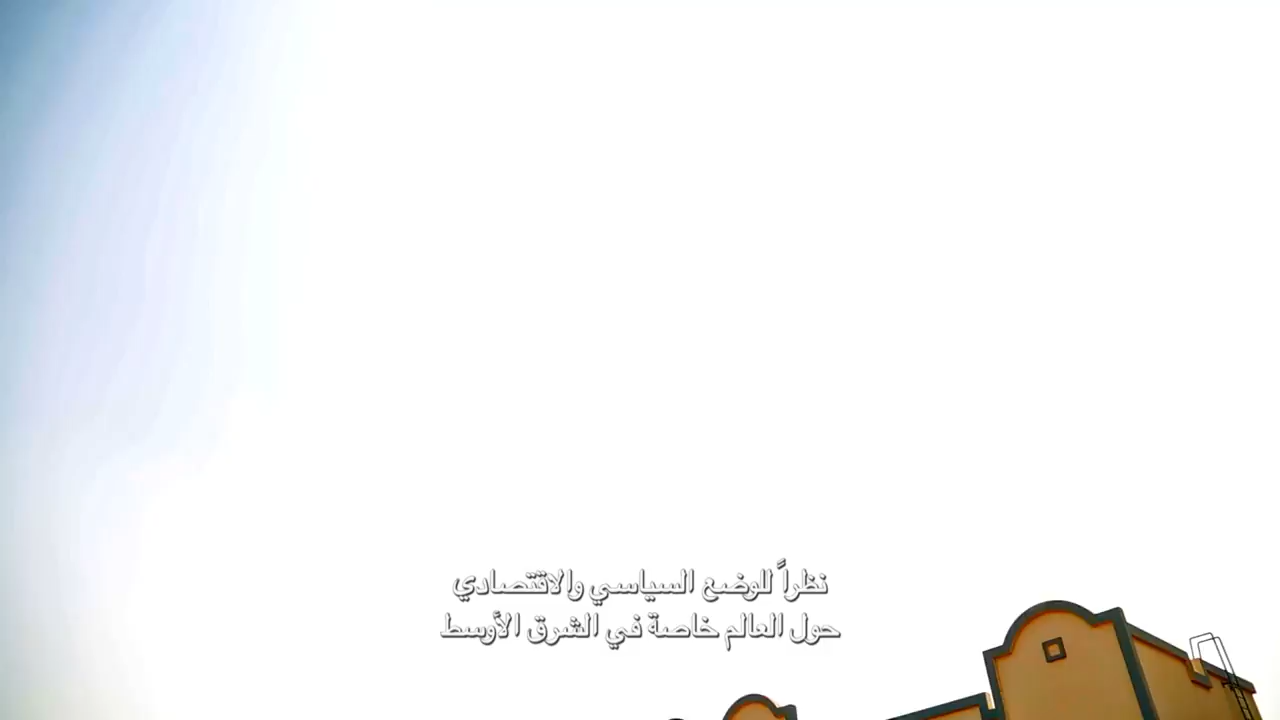 نظراً للوضع السياسي والاقتصادي
حول العالم خاصة في الشرق الأوسط